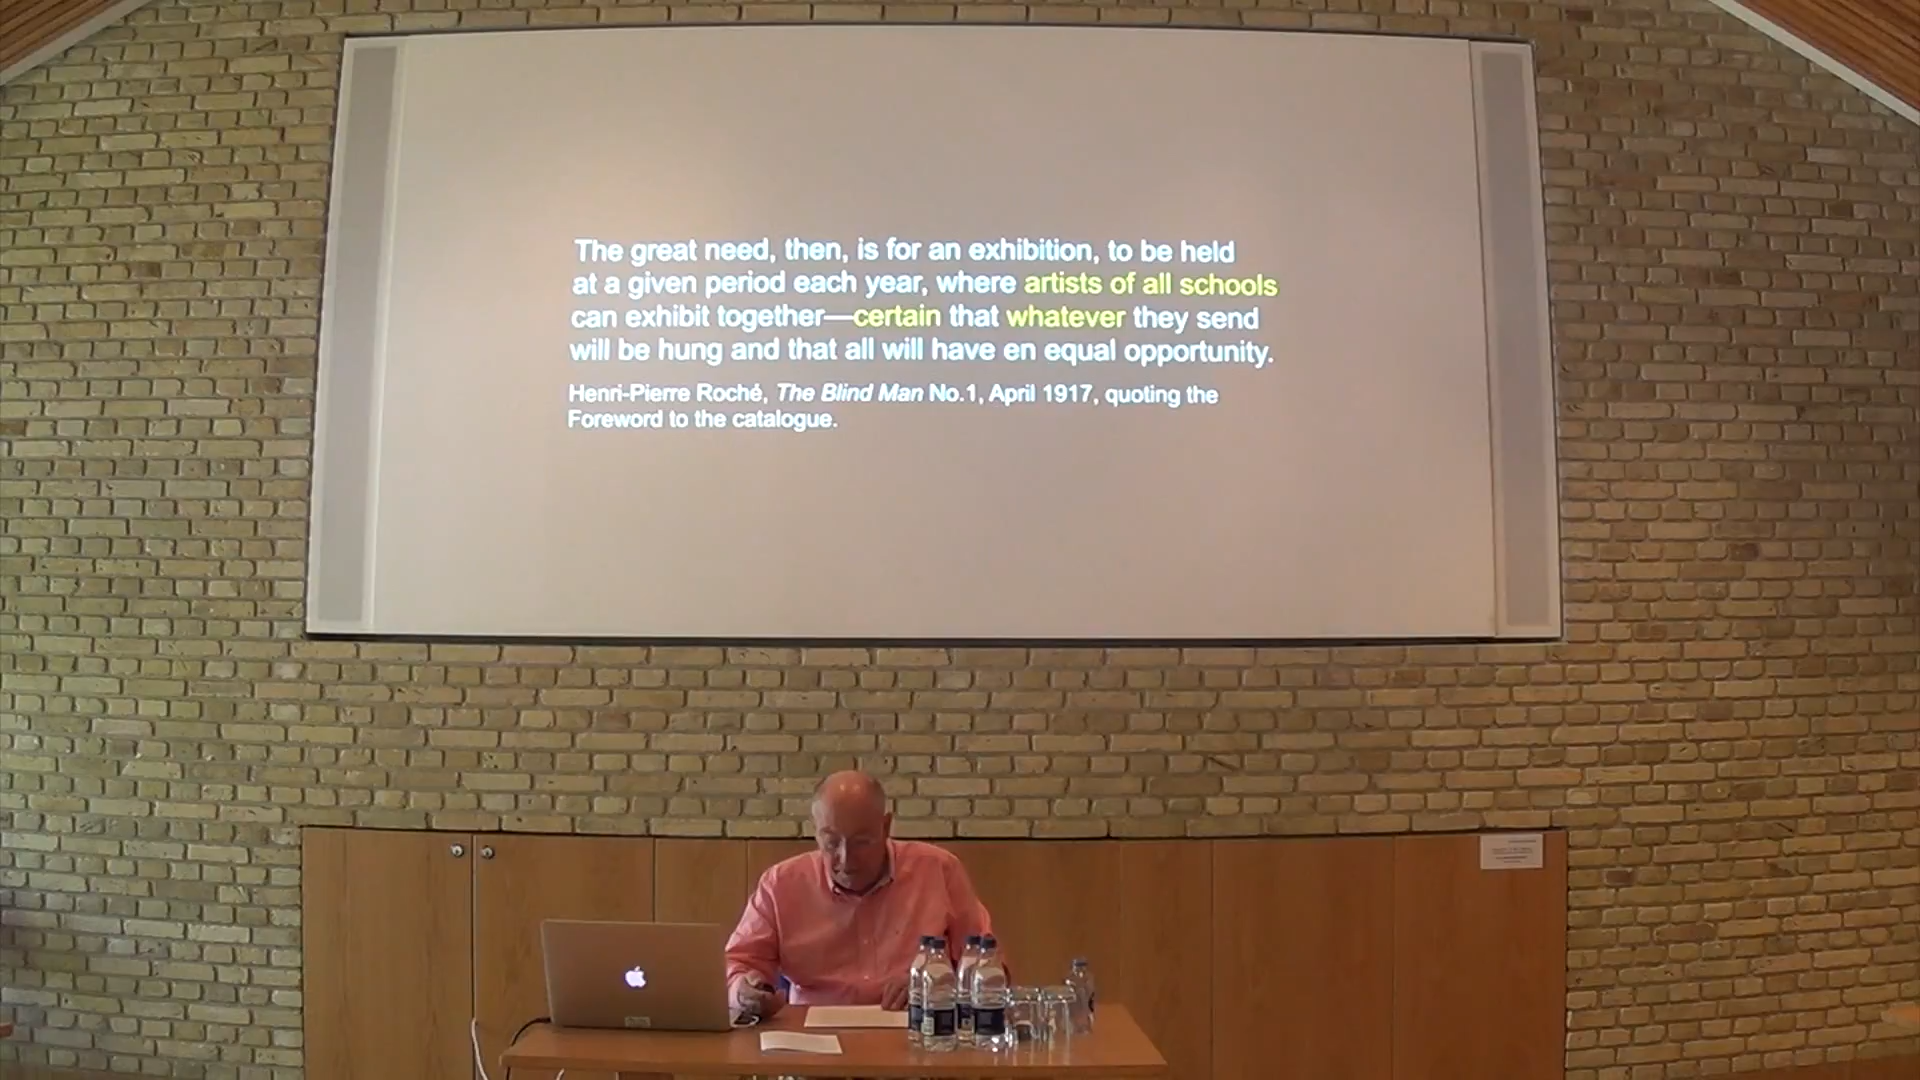 The great need, then, is for an exhibition, to be held
at a given period each year, where artists of all schools
can exhibit together—certain that whatever they send
will be hung and that all will have en equal opportunity.
Henri-Pierre Roché, The Blind Man No.1, April 1917, quoting the
Foreword to the catalogue.